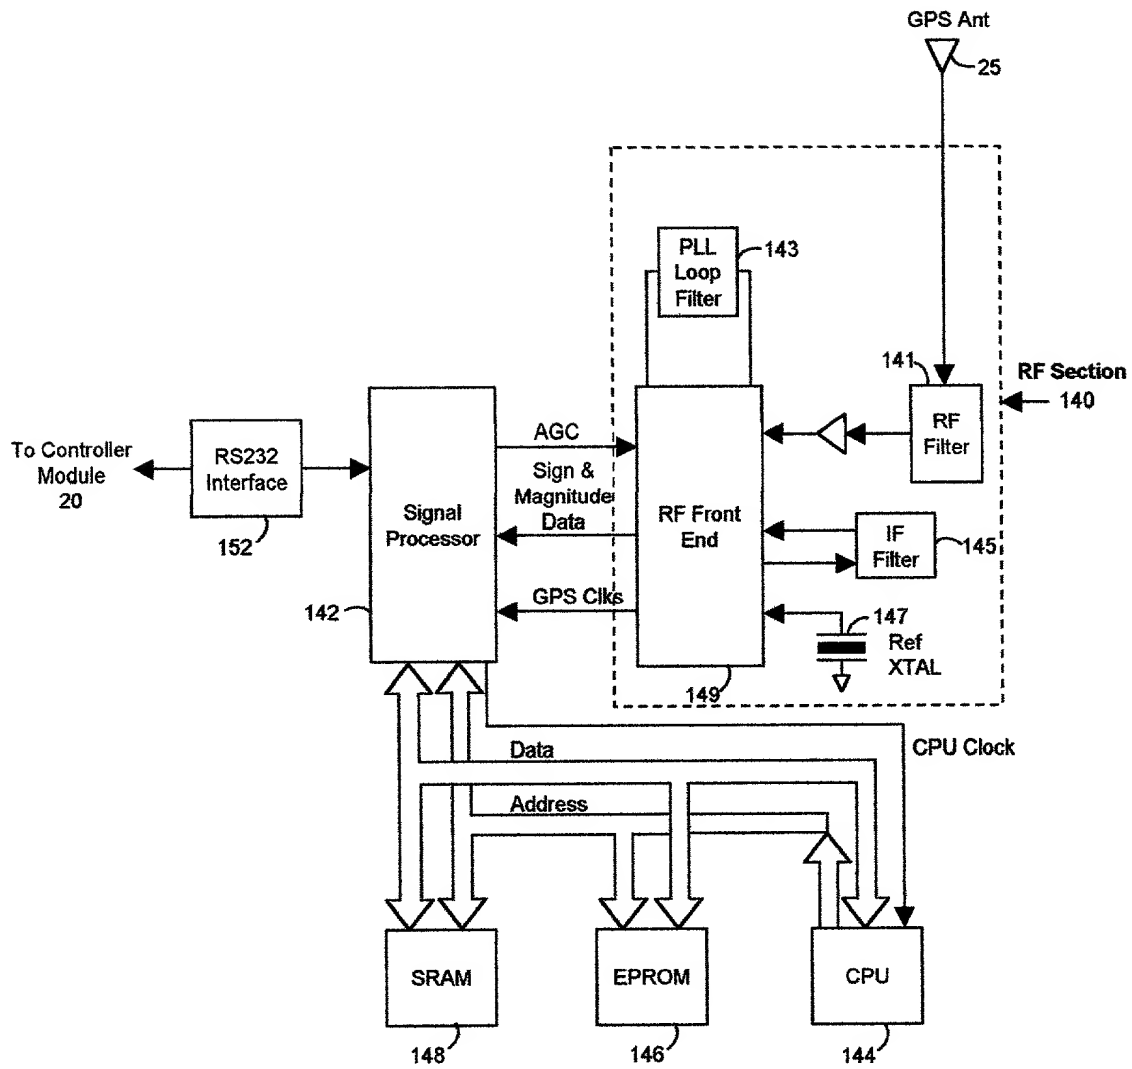 GPS Ant
25
PLL
Loop
Filter
143
141
RF Section
140
RF
Filter
To Controller
Module
20
RS232
Interface
152
Signal
Processor
142
AGC
Sign &
Magnitude
Data
GPS Clks
RF Front
End
149
IF
Filter
145
147
Ref
XTAL
CPU Clock
Data
Address
SRAM
148
EPROM
146
CPU
144